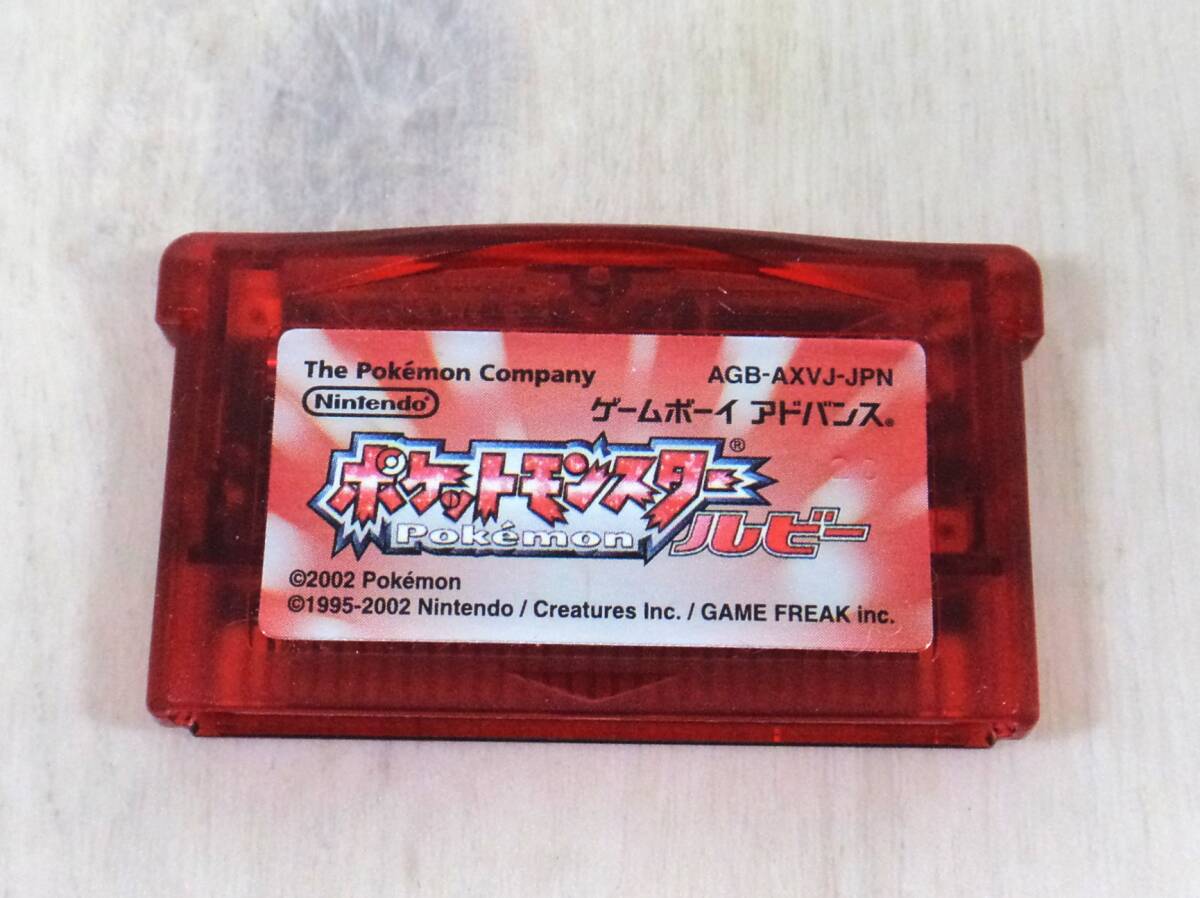 The Pokémon Company AGB-AXVJ-JPN
Nintendo® ゲームボーイ アドバンス®
ポケットモンスター®
Pokémon ルビー
©2002 Pokémon
©1995-2002 Nintendo / Creatures Inc. / GAME FREAK inc.